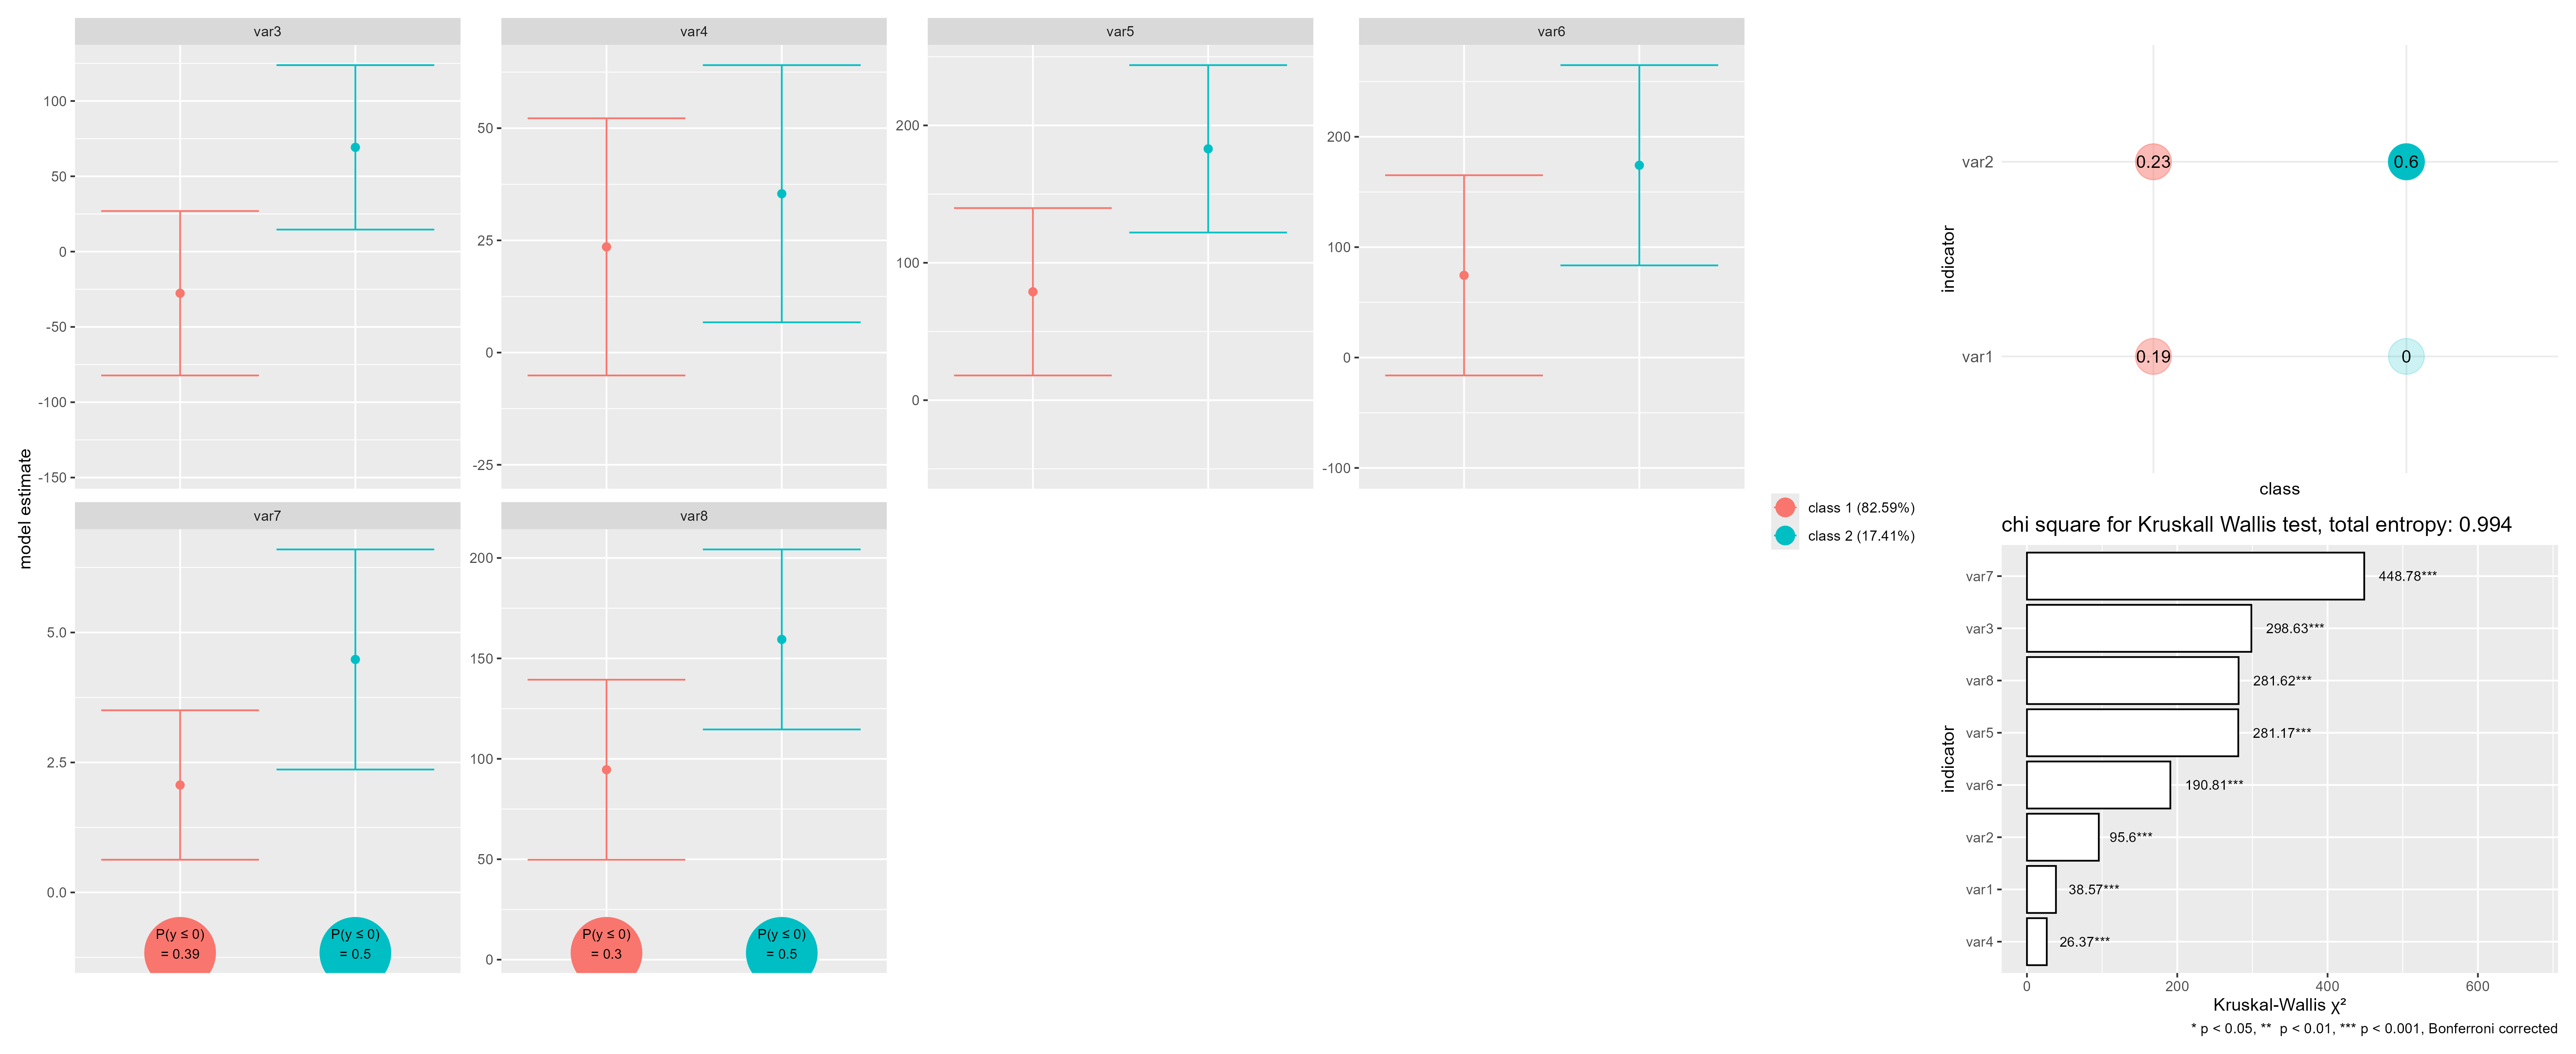 model estimate
var3
100
50
0
-50
-100
-150
var4
50
25
0
-25
var5
200
100
0
var6
200
100
0
-100
var7
5.0
2.5
0.0
P(y ≤ 0)
= 0.39
P(y ≤ 0)
= 0.5
var8
200
150
100
50
0
P(y ≤ 0)
= 0.3
P(y ≤ 0)
= 0.5
class 1 (82.59%)
class 2 (17.41%)
indicator
var2
0.23
0.6
var1
0.19
0
class
chi square for Kruskall Wallis test, total entropy: 0.994
indicator
var7
448.78***
var3
298.63***
var8
281.62***
var5
281.17***
var6
190.81***
var2
95.6***
var1
38.57***
var4
26.37***
0
200
400
600
Kruskal-Wallis χ²
* p < 0.05, ** p < 0.01, *** p < 0.001, Bonferroni corrected